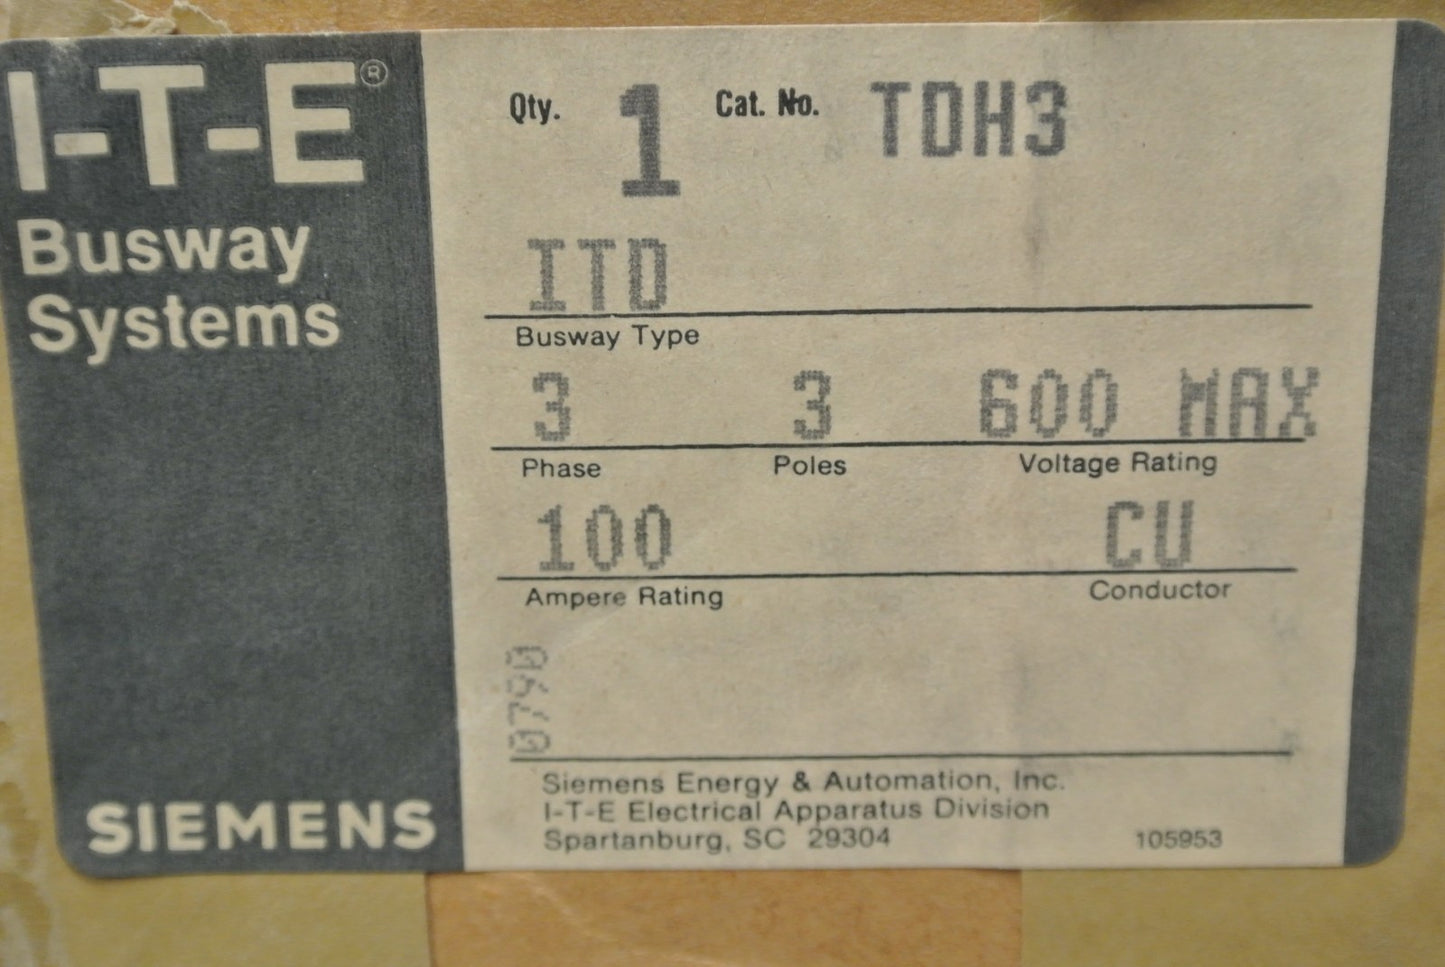 I-T-E®
Busway
Systems
SIEMENS
Qty. 1 Cat. No. TDH3
ITD
Busway Type
3 3 600 MAX
Phase Poles Voltage Rating
100 CU
Ampere Rating Conductor
0790
Siemens Energy & Automation, Inc.
I-T-E Electrical Apparatus Division
Spartanburg, SC 29304 105953